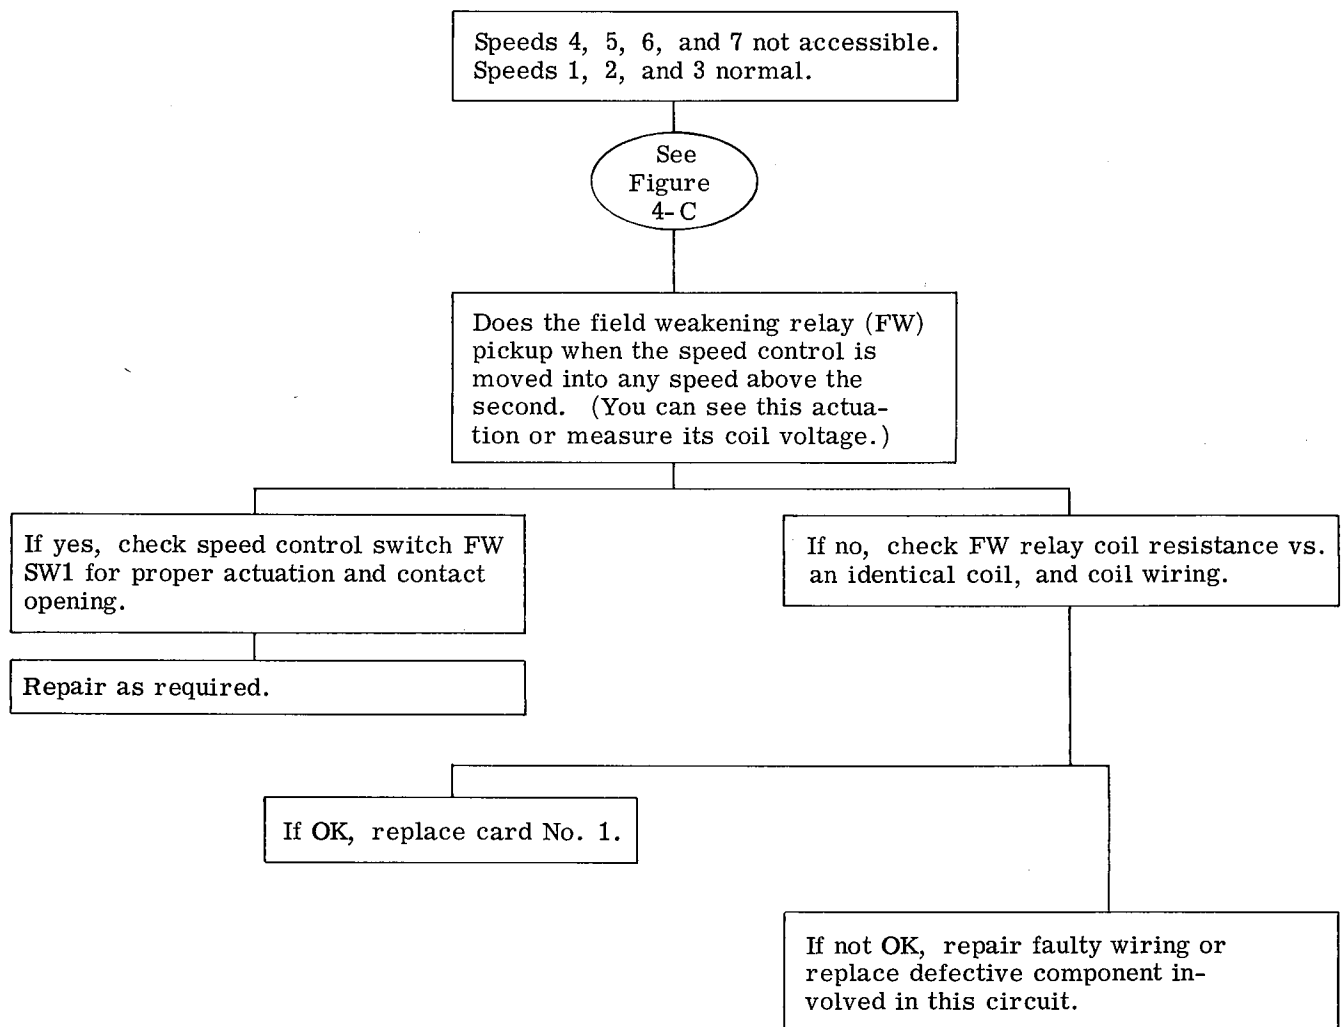 Speeds 4, 5, 6, and 7 not accessible.
Speeds 1, 2, and 3 normal.
See
Figure
4-C
Does the field weakening relay (FW)
pickup when the speed control is
moved into any speed above the
second. (You can see this actua-
tion or measure its coil voltage.)
If yes, check speed control switch FW
SW1 for proper actuation and contact
opening.
Repair as required.
If no, check FW relay coil resistance vs.
an identical coil, and coil wiring.
If OK, replace card No. 1.
If not OK, repair faulty wiring or
replace defective component in-
volved in this circuit.